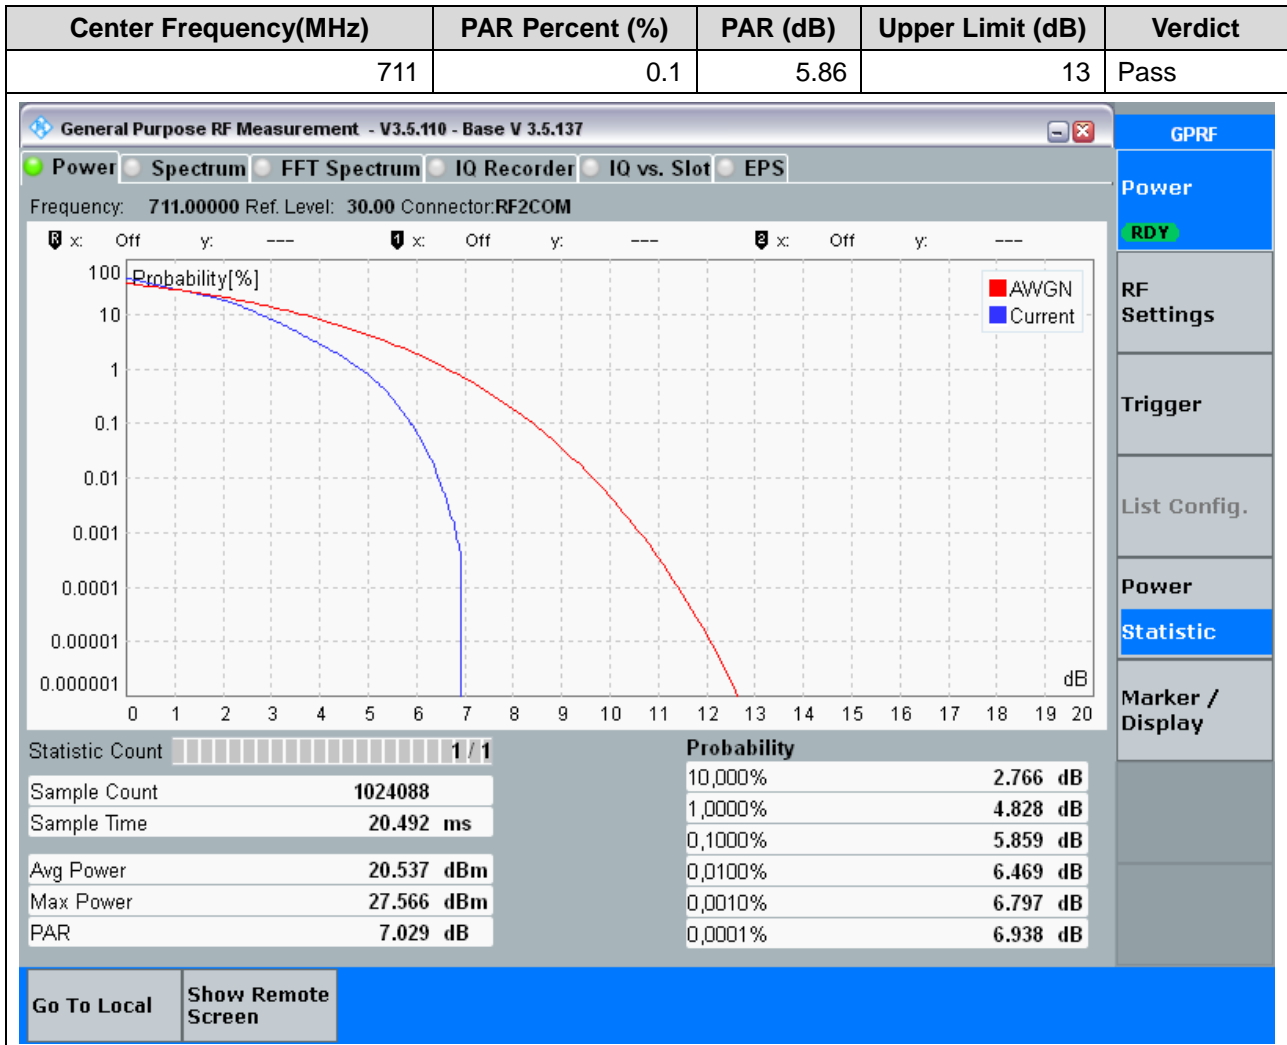 Center Frequency(MHz) PAR Percent (%) PAR (dB) Upper Limit (dB) Verdict
711 0.1 5.86 13 Pass
General Purpose RF Measurement - V3.5.110 - Base V 3.5.137
GPRF
Power Spectrum FFT Spectrum IQ Recorder IQ vs. Slot EPS
Power
RDY
Frequency: 711.00000 Ref. Level: 30.00 Connector:RF2COM
R x: Off y: --- 1 x: Off y: --- 2 x: Off y: ---
Probability[%]
AWGN
Current
100
10
1
0.1
0.01
0.001
0.0001
0.00001
0.000001
dB
0 1 2 3 4 5 6 7 8 9 10 11 12 13 14 15 16 17 18 19 20
RF
Settings
Trigger
List Config.
Power
Statistic
Marker /
Display
Statistic Count 1 / 1
Sample Count 1024088
Sample Time 20.492 ms
Avg Power 20.537 dBm
Max Power 27.566 dBm
PAR 7.029 dB
Probability
10,000% 2.766 dB
1,0000% 4.828 dB
0,1000% 5.859 dB
0,0100% 6.469 dB
0,0010% 6.797 dB
0,0001% 6.938 dB
Go To Local
Show Remote
Screen